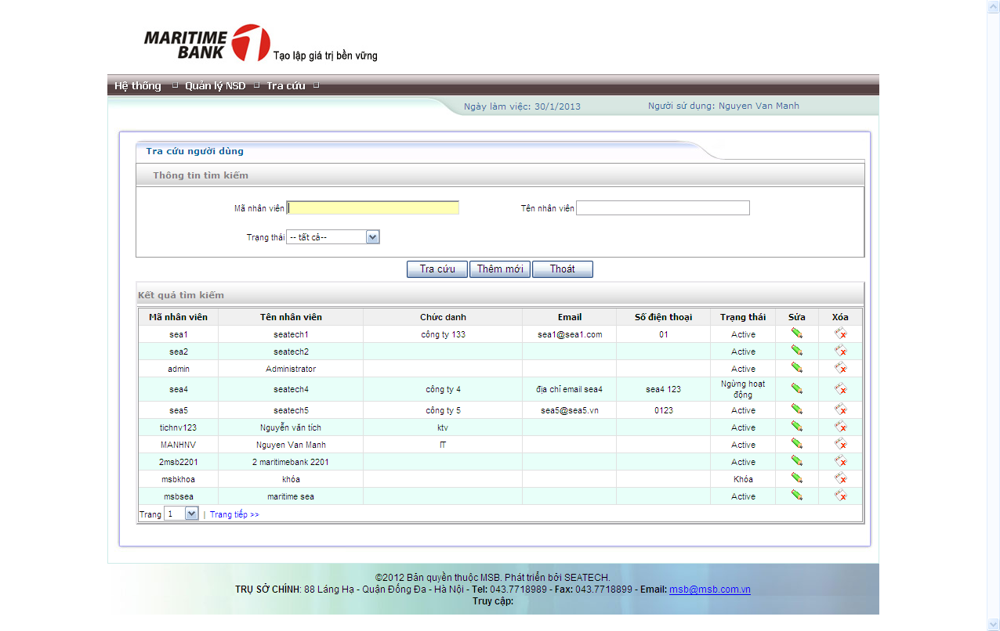 MARITIME
BANK Tạo lập giá trị bền vững
Hệ thống Quản lý NSD Tra cứu
Ngày làm việc: 30/1/2013 Người sử dụng: Nguyen Van Manh
Tra cứu người dùng
Thông tin tìm kiếm
Mã nhân viên Tên nhân viên
Trạng thái -- tất cả--
Tra cứu Thêm mới Thoát
Kết quả tìm kiếm
Mã nhân viên Tên nhân viên Chức danh Email Số điện thoại Trạng thái Sửa Xóa
sea1 seatech1 công ty 133 sea1@sea1.com 01 Active
sea2 seatech2 Active
admin Administrator Active
sea4 seatech4 công ty 4 địa chỉ email sea4 sea4 123 Ngừng hoạt
động
sea5 seatech5 công ty 5 sea5@sea5.vn 0123 Active
tichnv123 Nguyễn văn tích ktv Active
MANHNV Nguyen Van Manh IT Active
2msb2201 2 maritimebank 2201 Active
msbkhoa khóa Khóa
msbsea maritime sea Active
Trang 1 | Trang tiếp >>
©2012 Bản quyền thuộc MSB. Phát triển bởi SEATECH.
TRỤ SỞ CHÍNH: 88 Láng Hạ - Quận Đống Đa - Hà Nội - Tel: 043.7718989 - Fax: 043.7718899 - Email: msb@msb.com.vn
Truy cập: